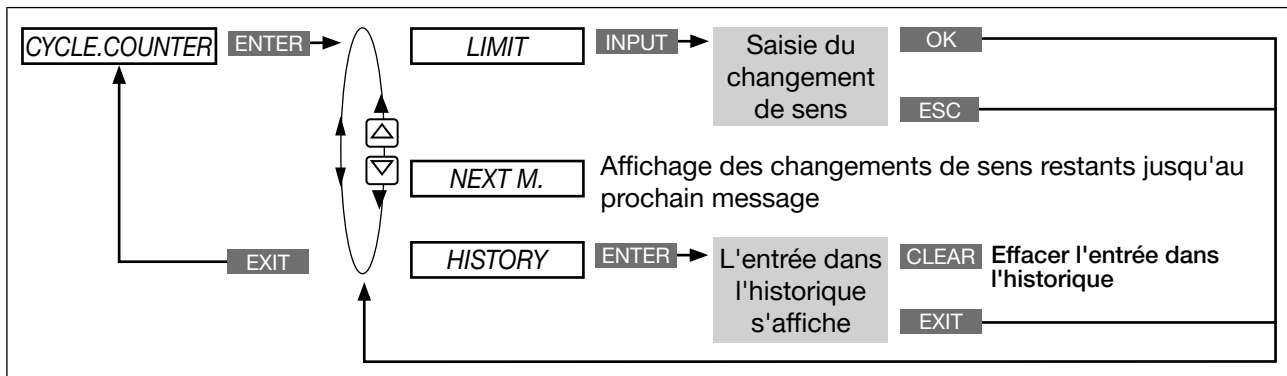 CYCLE.COUNTER
ENTER
LIMIT
INPUT
Saisie du
changement
de sens
OK
ESC
NEXT M.
Affichage des changements de sens restants jusqu'au
prochain message
EXIT
HISTORY
ENTER
L'entrée dans
l'historique
s'affiche
CLEAR
Effacer l'entrée dans
l'historique
EXIT